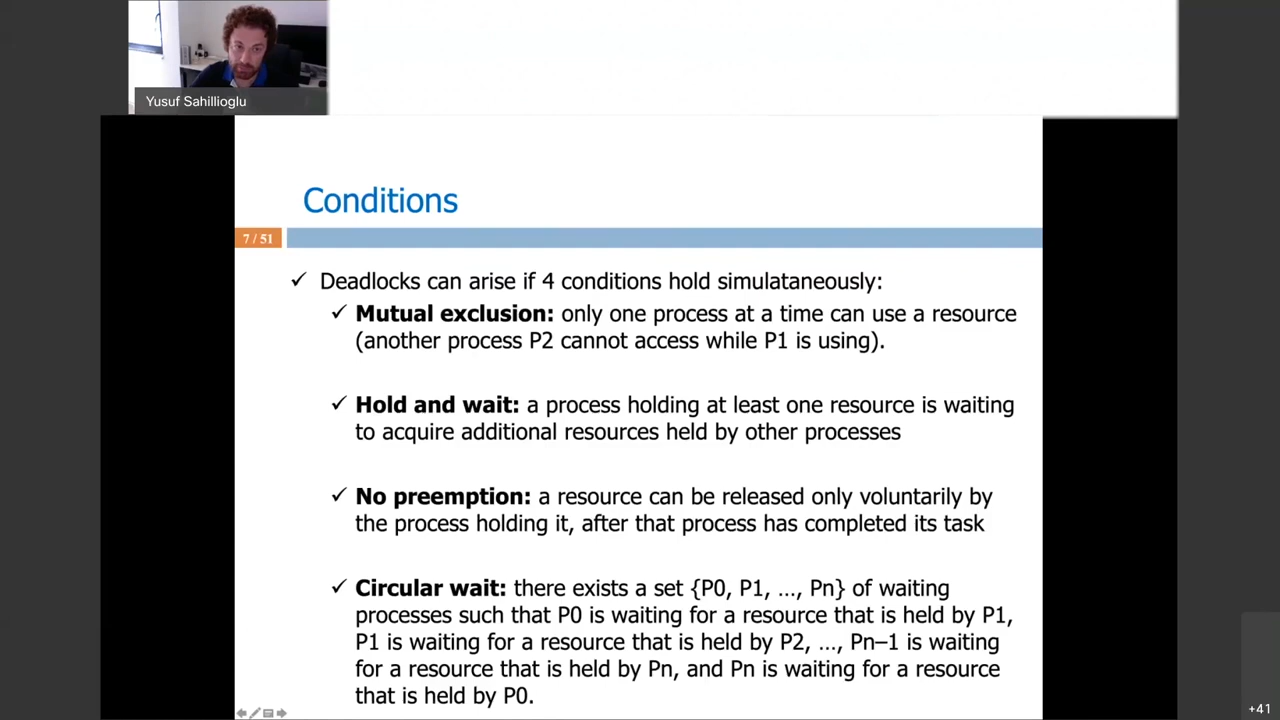 Yusuf Sahillioglu
Conditions
7 / 51
✓ Deadlocks can arise if 4 conditions hold simulataneously:
✓ Mutual exclusion: only one process at a time can use a resource
(another process P2 cannot access while P1 is using).
✓ Hold and wait: a process holding at least one resource is waiting
to acquire additional resources held by other processes
✓ No preemption: a resource can be released only voluntarily by
the process holding it, after that process has completed its task
✓ Circular wait: there exists a set {P0, P1, …, Pn} of waiting
processes such that P0 is waiting for a resource that is held by P1,
P1 is waiting for a resource that is held by P2, …, Pn–1 is waiting
for a resource that is held by Pn, and Pn is waiting for a resource
that is held by P0.
+41